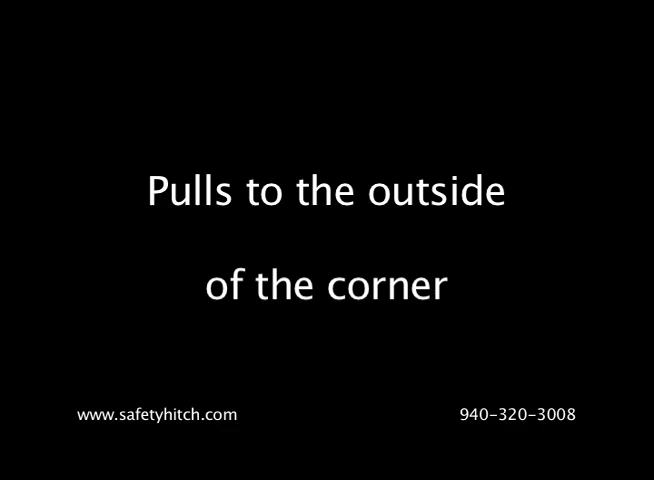 Pulls to the outside
of the corner
www.safetyhitch.com 940-320-3008